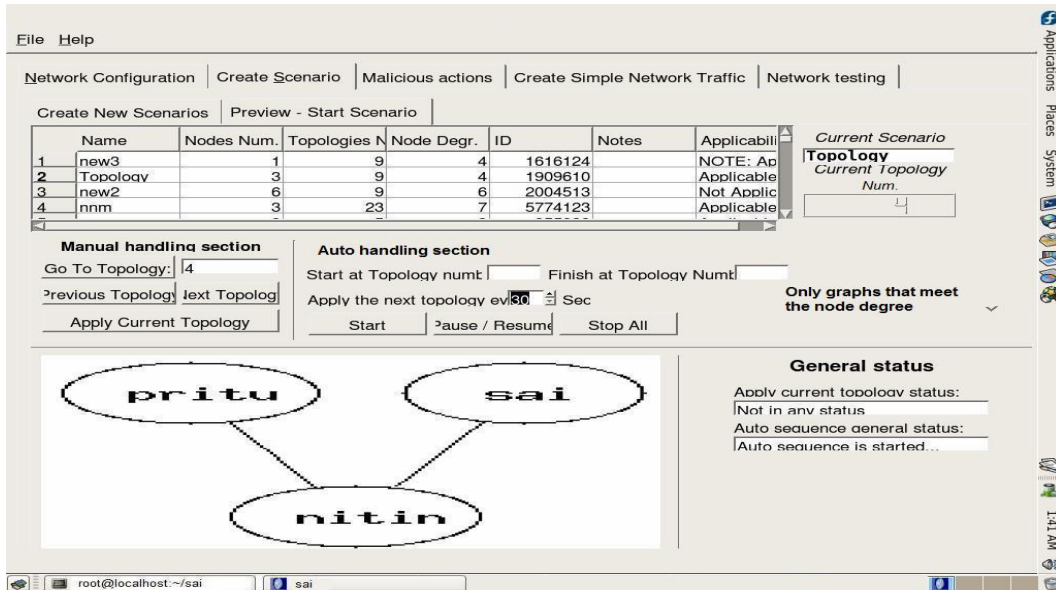 File Help
Network Configuration Create Scenario Malicious actions Create Simple Network Traffic Network testing
Create New Scenarios Preview - Start Scenario
Name Nodes Num. Topologies N Node Degr. ID Notes Applicabili
1 new3 1 9 4 1616124 NOTE: Ap
2 Topology 3 9 4 1909610 Applicable
3 new2 6 9 6 2004513 Not Applic
4 nnm 3 23 7 5774123 Applicable
Current Scenario
Topology
Current Topology
Num.
4
Manual handling section
Go To Topology: 4
Previous Topology Next Topolog
Apply Current Topology
Auto handling section
Start at Topology numb Finish at Topology Numb
Apply the next topology ev 30 Sec
Start Pause / Resume Stop All
Only graphs that meet
the node degree
pritu
sai
nitin
General status
Apply current topology status:
Not in any status
Auto sequence general status:
Auto sequence is started...
Applications Places System
1:41 AM
root@localhost:~/sai
sai